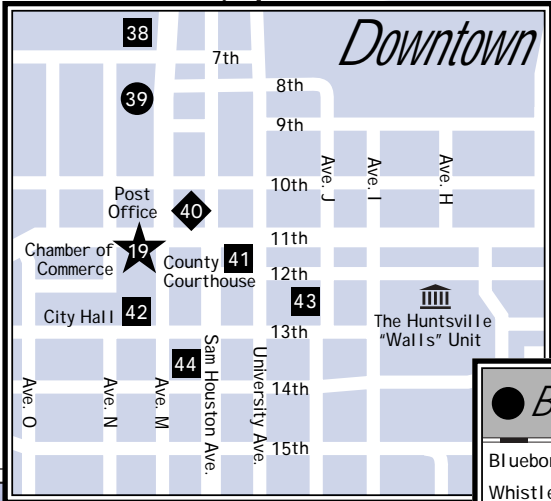 Downtown
38
7th
8th
39
9th
Ave. J
Ave. I
Ave. H
10th
Post
Office
40
11th
19
Chamber of
Commerce
County
Courthouse
41
12th
43
City Hall
42
The Huntsville
"Walls" Unit
13th
44
Sam Houston Ave.
University Ave.
Ave. O
Ave. N
Ave. M
14th
15th
Whistle